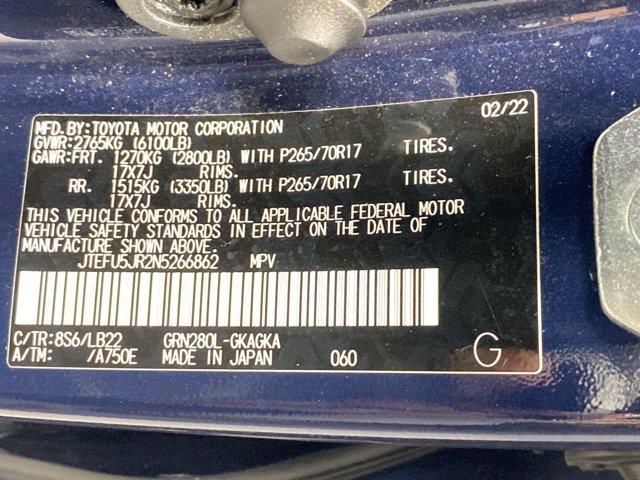 MFD. BY: TOYOTA MOTOR CORPORATION 02/22
GVWR: 2765KG (6100LB)
GAWR: FRT. 1270KG (2800LB) WITH P265/70R17 TIRES.
17X7J RIMS.
RR. 1515KG (3350LB) WITH P265/70R17 TIRES.
17X7J RIMS.
THIS VEHICLE CONFORMS TO ALL APPLICABLE FEDERAL MOTOR
VEHICLE SAFETY STANDARDS IN EFFECT ON THE DATE OF
MANUFACTURE SHOWN ABOVE.
JTEFU5JR2N5266862 MPV
C/TR: 8S6/LB22 GRN280L-GKAGKA
A/TM: /A750E MADE IN JAPAN 060 G